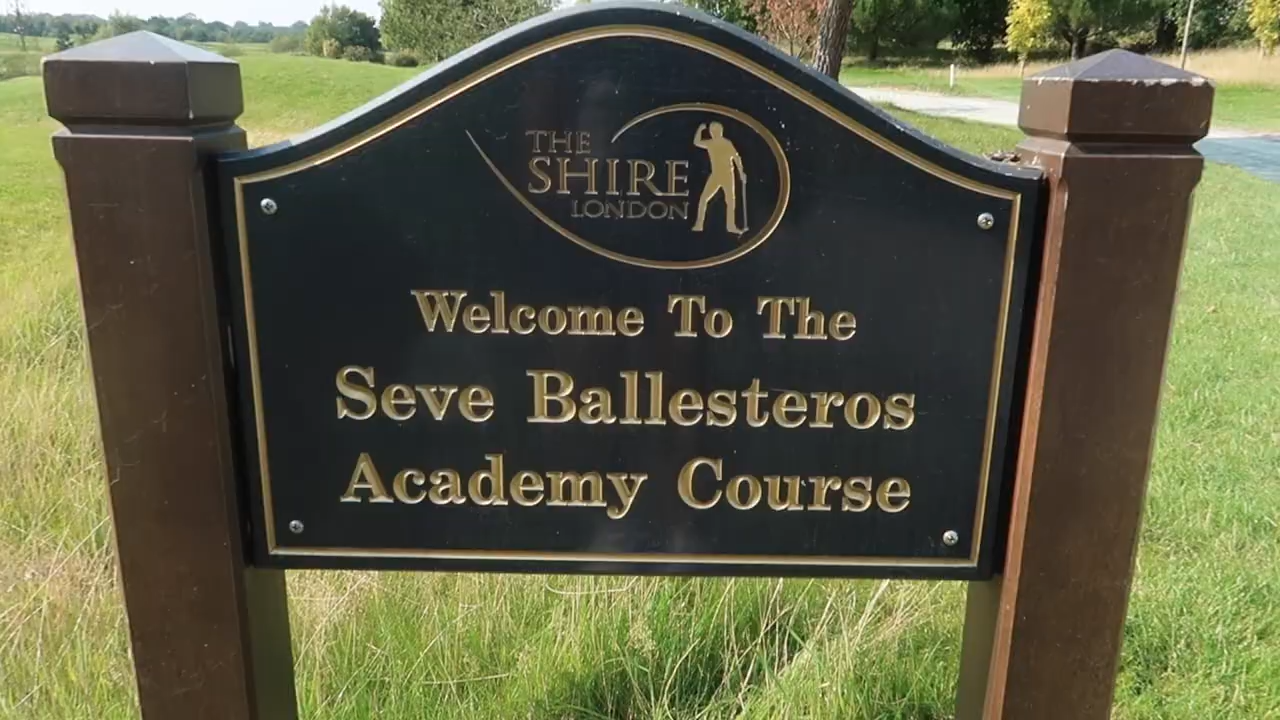 THE
SHIRE
LONDON
Welcome To The
Seve Ballesteros
Academy Course